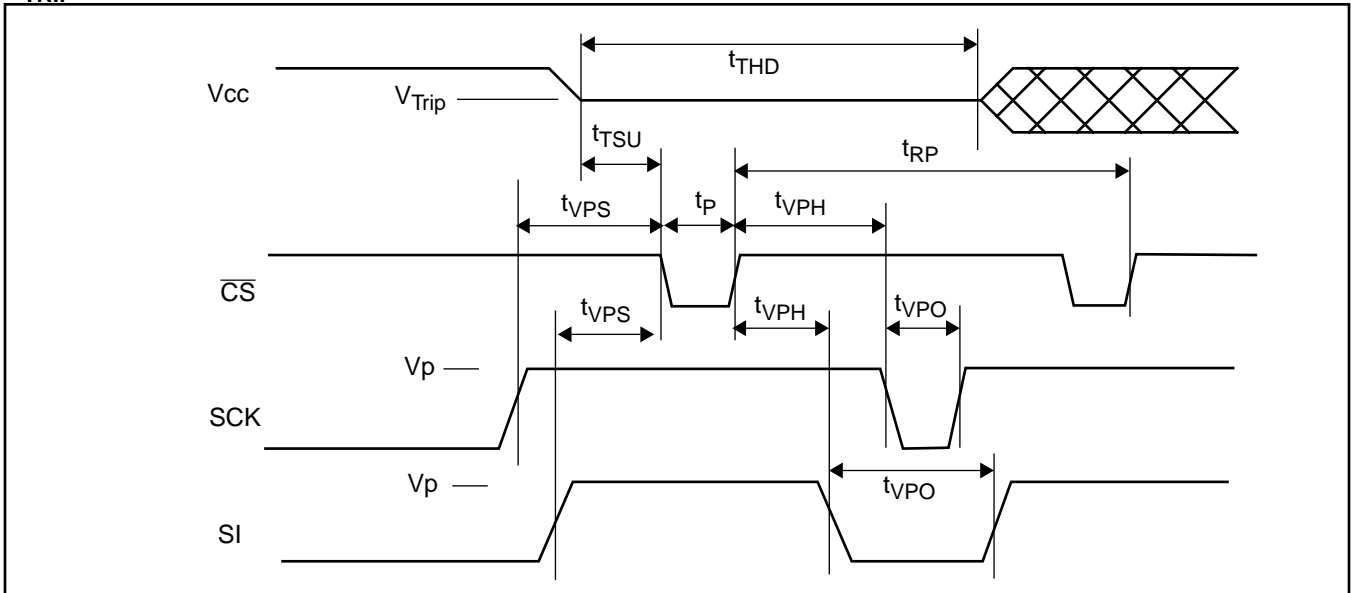 tTHD
Vcc
VTrip
tTSU
tRP
tVPS
tP
tVPH
CS
tVPS
tVPH
tVPO
Vp
SCK
Vp
tVPO
SI